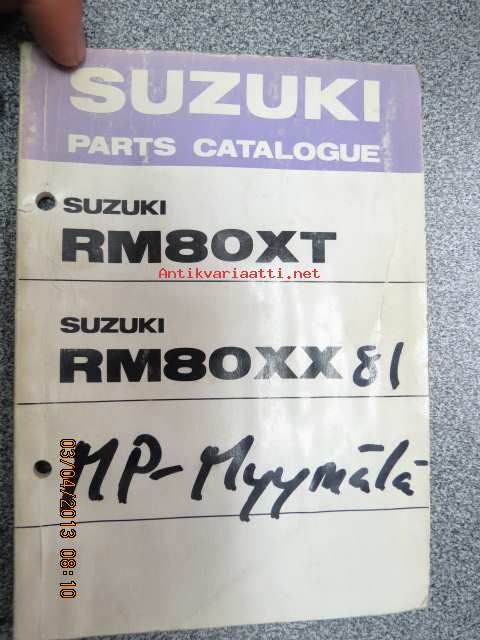 SUZUKI
PARTS CATALOGUE
SUZUKI
RM80XT
Antikvariaatti.net
SUZUKI
RM80XX 81
MP-Myymälä
03/04/2013 08:10